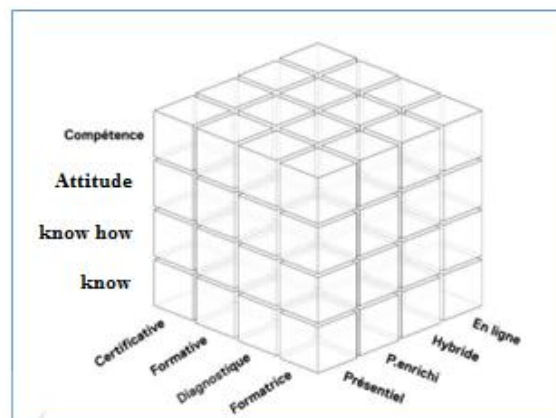 Compétence
Attitude
know how
know
Certificative
Formative
Diagnostique
Formatrice
Présentiel
P.enrichi
Hybride
En ligne